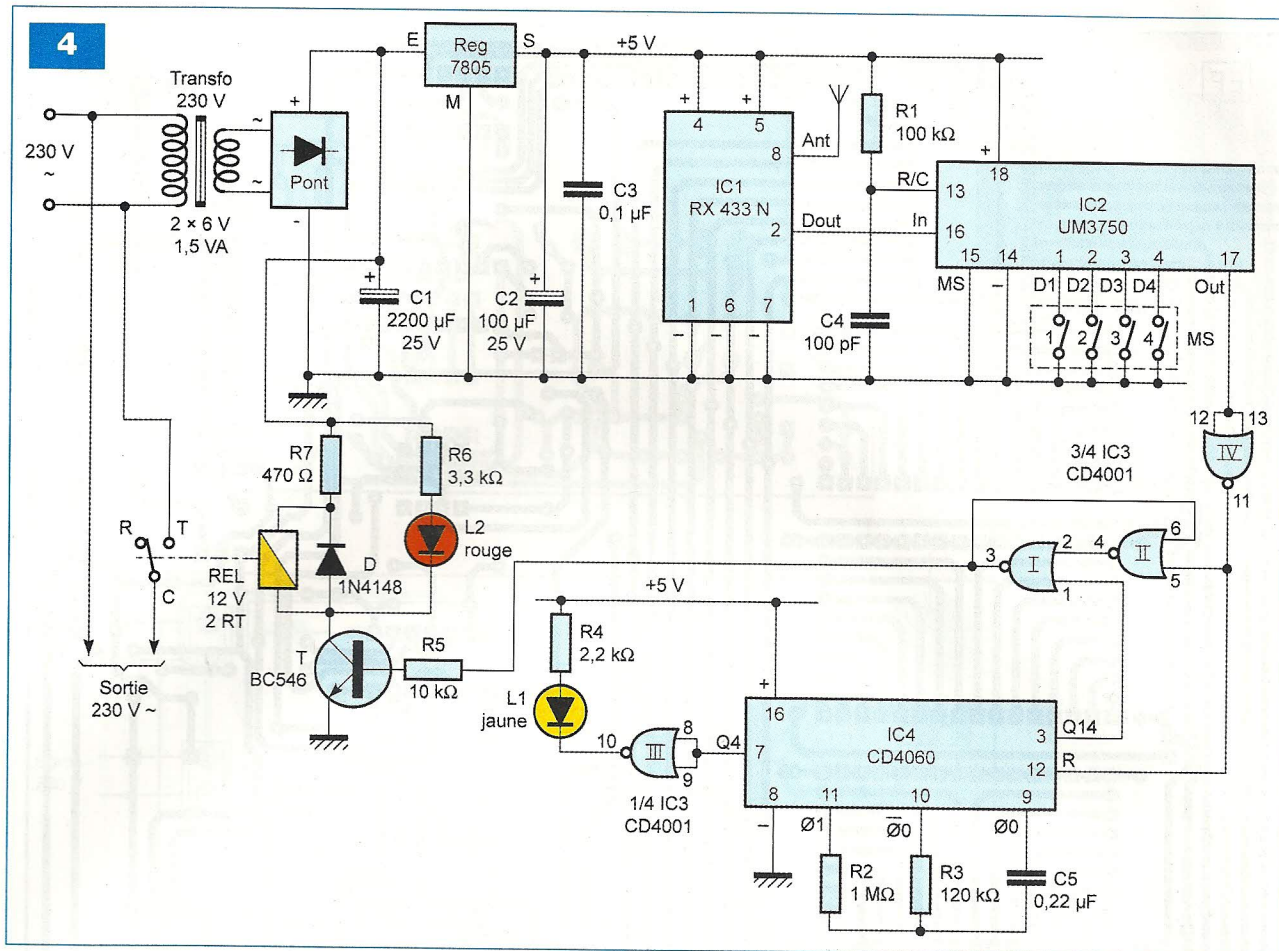 4
Transfo
230 V
230 V
~
2 × 6 V
1,5 VA
+
~
~
Pont
-
E
Reg
7805
S
M
+5 V
+
C1
2200 µF
25 V
+
C2
100 µF
25 V
C3
0,1 µF
+
+
4
5
Ant
8
IC1
RX 433 N
Dout
2
1
6
7
−
−
−
R1
100 kΩ
R/C
In
C4
100 pF
+
18
13
IC2
UM3750
16
15
14
1
2
3
4
17
MS
−
D1
D2
D3
D4
Out
1
2
3
4
MS
12
13
IV
11
3/4 IC3
CD4001
R7
470 Ω
R6
3,3 kΩ
L2
rouge
D
1N4148
R
T
C
REL
12 V
2 RT
T
BC546
R5
10 kΩ
Sortie
230 V ~
3
I
2
1
4
II
6
5
+5 V
R4
2,2 kΩ
L1
jaune
10
III
8
9
1/4 IC3
CD4001
Q4
+
16
7
IC4
CD4060
3
Q14
12
R
8
11
10
9
−
Ø1
Ø0
Ø0
R2
1 MΩ
R3
120 kΩ
C5
0,22 µF